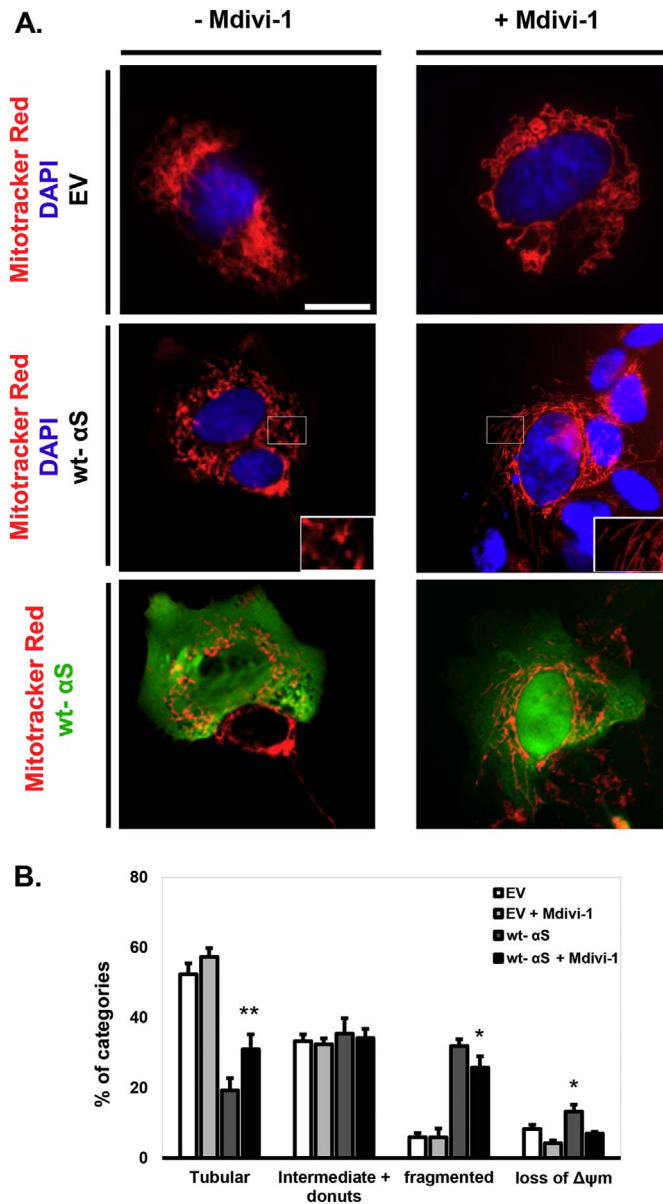 A.
- Mdivi-1
+ Mdivi-1
Mitotracker Red
DAPI
EV
Mitotracker Red
DAPI
wt- αS
Mitotracker Red
wt- αS
B.
80
60
40
20
0
% of categories
EV
EV + Mdivi-1
wt- αS
wt- αS + Mdivi-1
**
*
*
Tubular
Intermediate +
donuts
fragmented
loss of Δψm